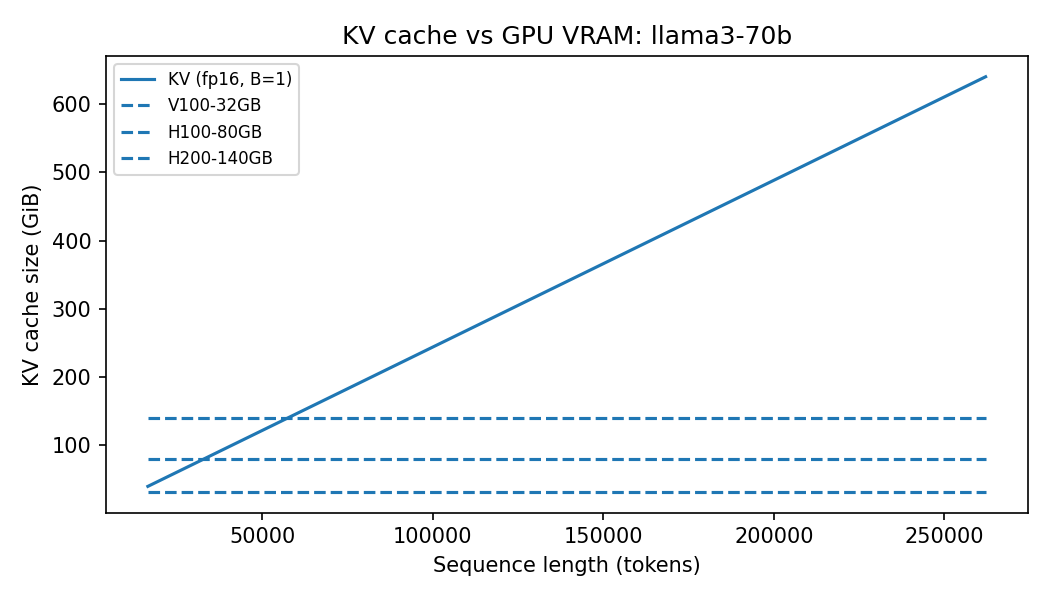 KV cache vs GPU VRAM: llama3-70b
KV (fp16, B=1)
V100-32GB
H100-80GB
H200-140GB
KV cache size (GiB)
600
500
400
300
200
100
50000
100000
150000
200000
250000
Sequence length (tokens)